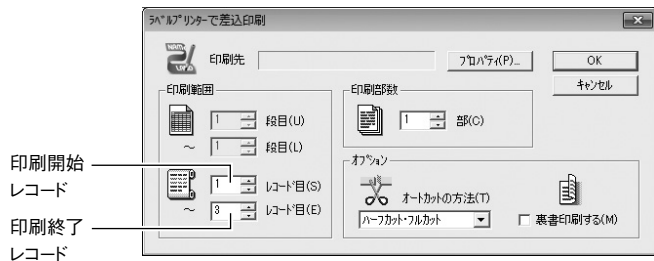 ﾗﾍﾞﾙﾌﾟﾘﾝﾀｰで差込印刷
NAME
LAND
印刷先
ﾌﾟﾛﾊﾟﾃｨ(P)...
OK
ｷｬﾝｾﾙ
印刷範囲
1 段目(U)
～ 1 段目(L)
1 ﾚｺｰﾄﾞ目(S)
～ 3 ﾚｺｰﾄﾞ目(E)
印刷部数
1 部(C)
ｵﾌﾟｼｮﾝ
ｵｰﾄｶｯﾄの方法(T)
ﾊｰﾌｶｯﾄ･ﾌﾙｶｯﾄ
裏書印刷する(M)
印刷開始
レコード
印刷終了
レコード